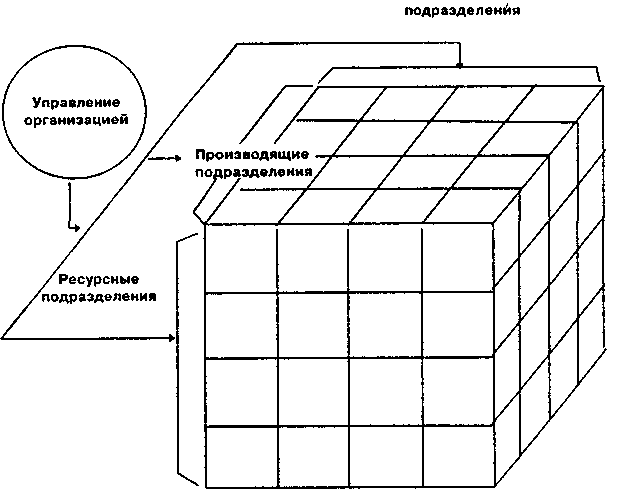 подразделения
Управление
организацией
Производящие
подразделения
Ресурсные
подразделения